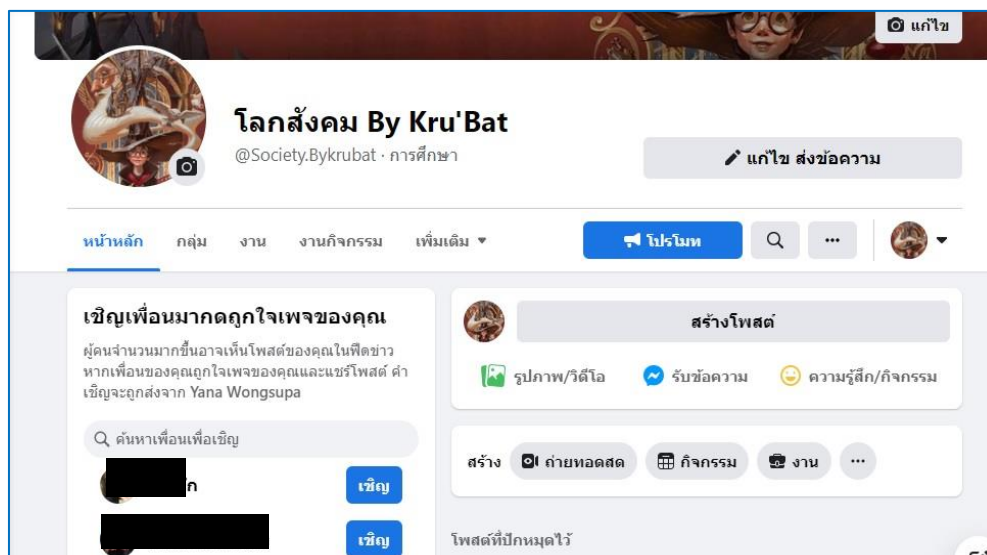 แก้ไข
โลกสังคม By Kru'Bat
@Society.Bykrubat · การศึกษา
แก้ไข ส่งข้อความ
หน้าหลัก กลุ่ม งาน งานกิจกรรม เพิ่มเติม
โปรโมท
เชิญเพื่อนมากดถูกใจเพจของคุณ
ผู้คนจำนวนมากขึ้นอาจเห็นโพสต์ของคุณในฟีดข่าว
หากเพื่อนของคุณถูกใจเพจของคุณและแชร์โพสต์ คำ
เชิญจะถูกส่งจาก Yana Wongsupa
ค้นหาเพื่อนเพื่อเชิญ
เชิญ
เชิญ
สร้างโพสต์
รูปภาพ/วิดีโอ รับข้อความ ความรู้สึก/กิจกรรม
สร้าง ถ่ายทอดสด กิจกรรม งาน
โพสต์ที่ปักหมุดไว้